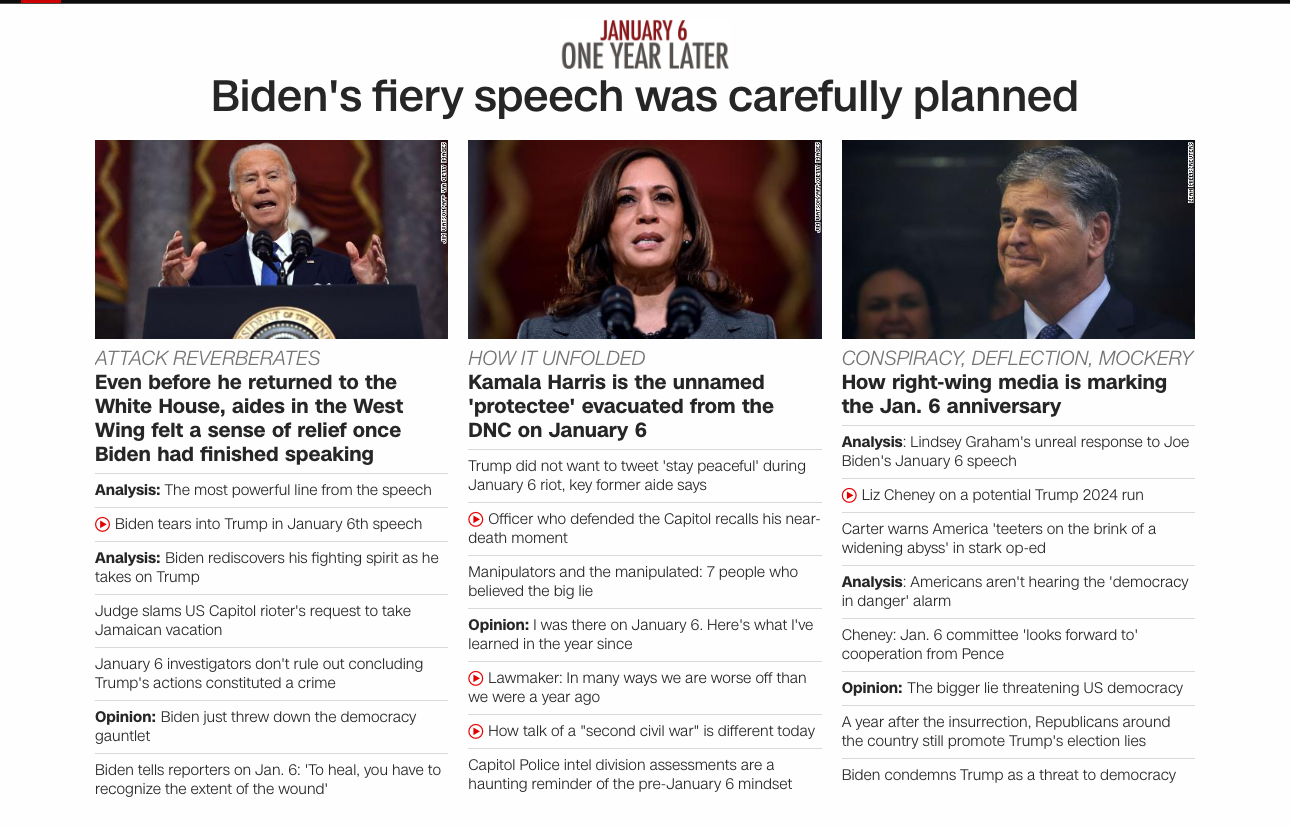 JANUARY 6
ONE YEAR LATER
Biden's fiery speech was carefully planned
ATTACK REVERBERATES
Even before he returned to the
White House, aides in the West
Wing felt a sense of relief once
Biden had finished speaking
Analysis: The most powerful line from the speech
Biden tears into Trump in January 6th speech
Analysis: Biden rediscovers his fighting spirit as he
takes on Trump
Judge slams US Capitol rioter's request to take
Jamaican vacation
January 6 investigators don't rule out concluding
Trump's actions constituted a crime
Opinion: Biden just threw down the democracy
gauntlet
Biden tells reporters on Jan. 6: 'To heal, you have to
recognize the extent of the wound'
HOW IT UNFOLDED
Kamala Harris is the unnamed
'protectee' evacuated from the
DNC on January 6
Trump did not want to tweet 'stay peaceful' during
January 6 riot, key former aide says
Officer who defended the Capitol recalls his near-
death moment
Manipulators and the manipulated: 7 people who
believed the big lie
Opinion: I was there on January 6. Here's what I've
learned in the year since
Lawmaker: In many ways we are worse off than
we were a year ago
How talk of a "second civil war" is different today
Capitol Police intel division assessments are a
haunting reminder of the pre-January 6 mindset
CONSPIRACY, DEFLECTION, MOCKERY
How right-wing media is marking
the Jan. 6 anniversary
Analysis: Lindsey Graham's unreal response to Joe
Biden's January 6 speech
Liz Cheney on a potential Trump 2024 run
Carter warns America 'teeters on the brink of a
widening abyss' in stark op-ed
Analysis: Americans aren't hearing the 'democracy
in danger' alarm
Cheney: Jan. 6 committee 'looks forward to'
cooperation from Pence
Opinion: The bigger lie threatening US democracy
A year after the insurrection, Republicans around
the country still promote Trump's election lies
Biden condemns Trump as a threat to democracy